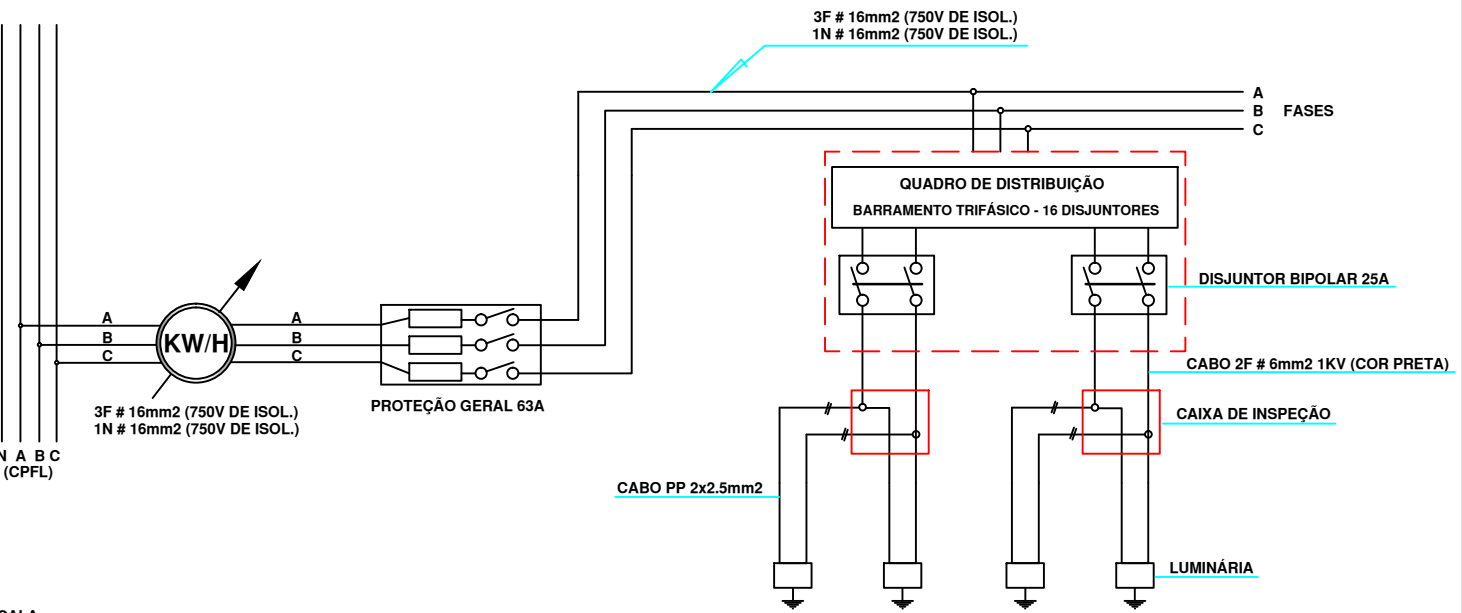 3F # 16mm2 (750V DE ISOL.)
1N # 16mm2 (750V DE ISOL.)
A
B FASES
C
QUADRO DE DISTRIBUIÇÃO
BARRAMENTO TRIFÁSICO - 16 DISJUNTORES
DISJUNTOR BIPOLAR 25A
A
B
C
KW/H
A
B
C
3F # 16mm2 (750V DE ISOL.)
1N # 16mm2 (750V DE ISOL.)
PROTEÇÃO GERAL 63A
CABO 2F # 6mm2 1KV (COR PRETA)
CAIXA DE INSPEÇÃO
N A B C
(CPFL)
CABO PP 2x2.5mm2
LUMINÁRIA